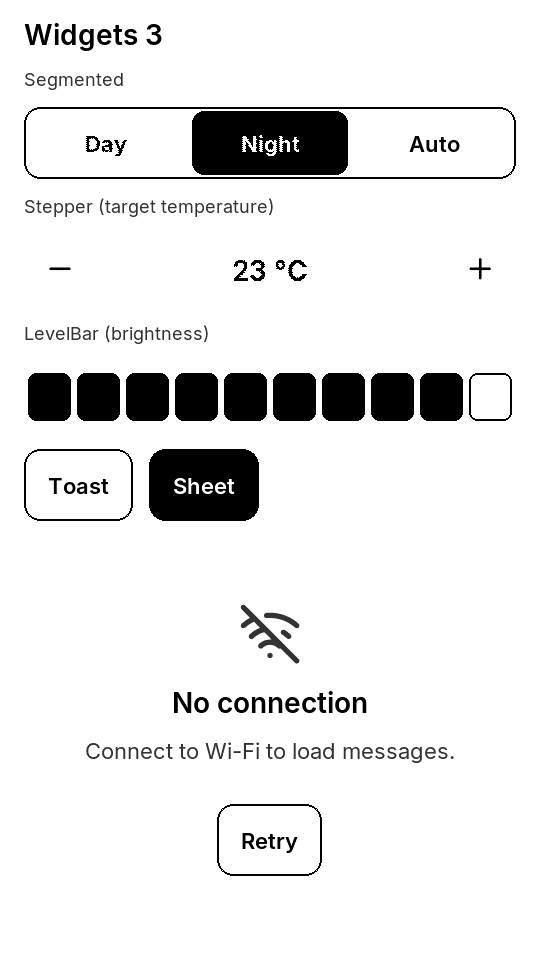 Widgets 3
Segmented
Day Night Auto
Stepper (target temperature)
− 23 °C +
LevelBar (brightness)
Toast Sheet
No connection
Connect to Wi-Fi to load messages.
Retry